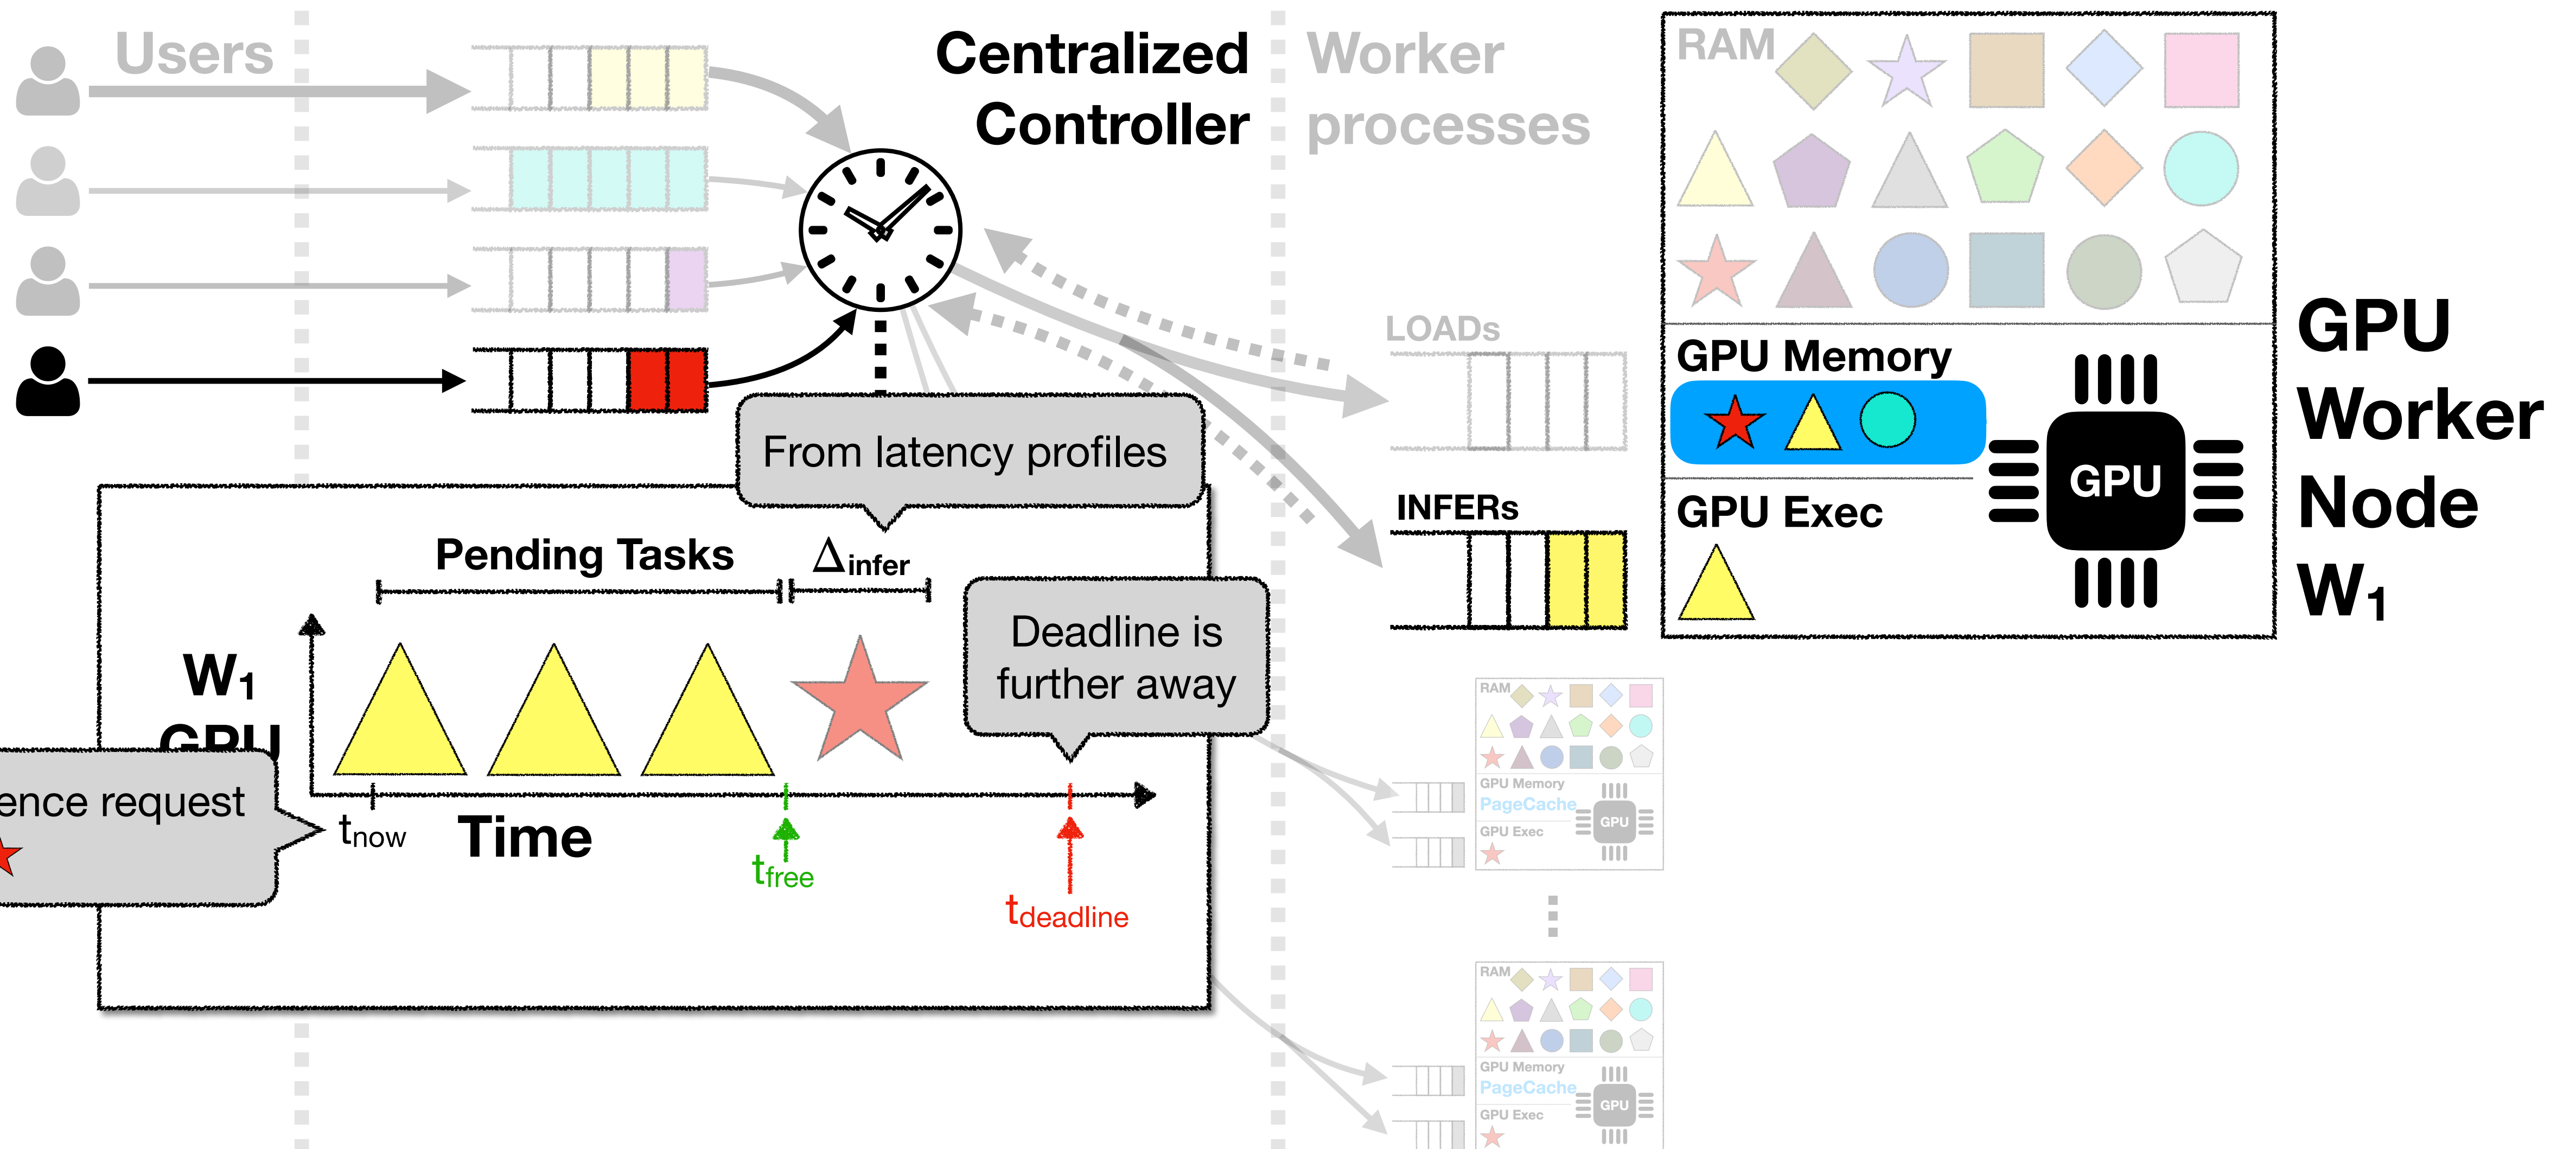 Users
Centralized
Controller
Worker
processes
RAM
LOADs
INFERs
GPU Memory
GPU Exec
GPU
GPU
Worker
Node
W₁
From latency profiles
Pending Tasks
Δinfer
Deadline is
further away
W₁
GPU
ence request
tnow
Time
tfree
tdeadline
RAM
GPU Memory
PageCache
GPU Exec
GPU
RAM
GPU Memory
PageCache
GPU Exec
GPU